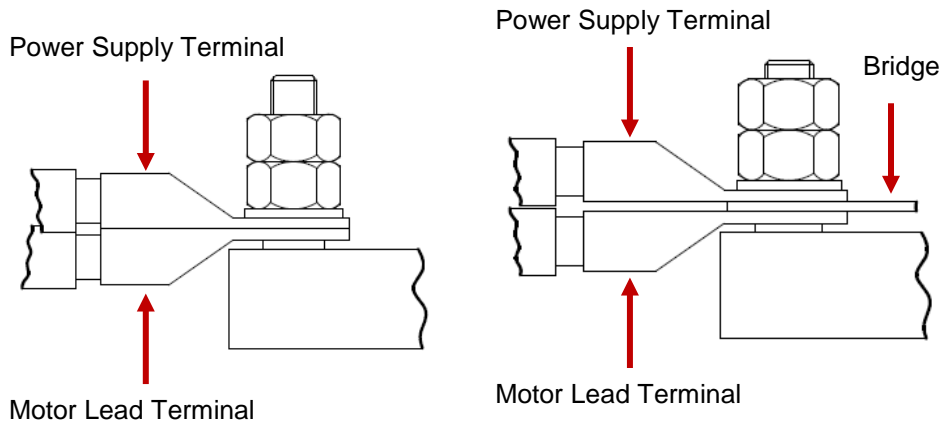 Power Supply Terminal
Motor Lead Terminal
Power Supply Terminal
Bridge
Motor Lead Terminal